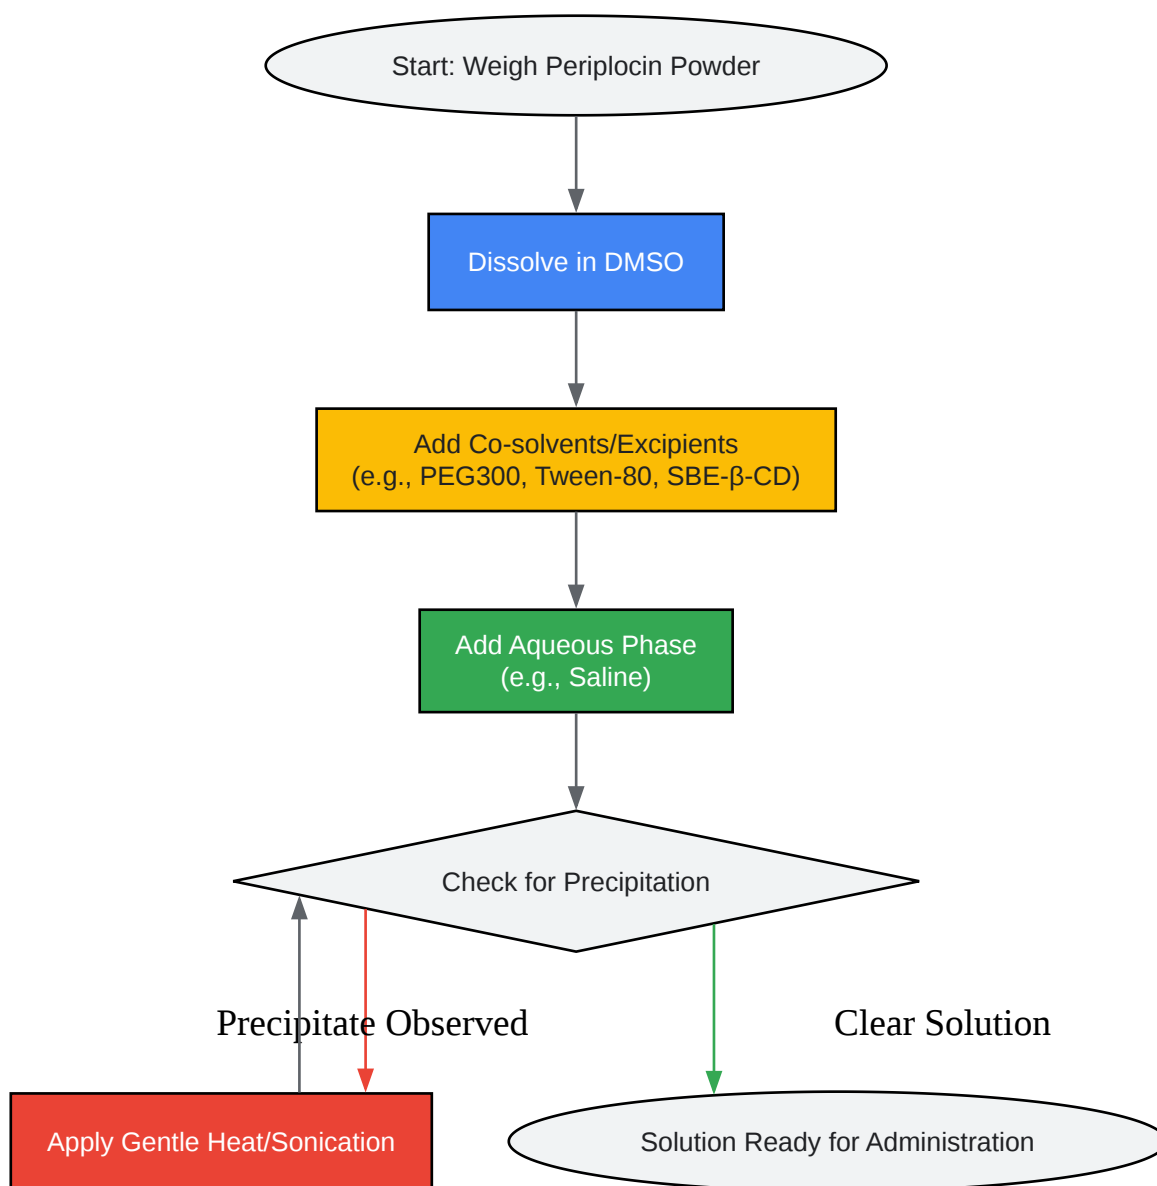 Start: Weigh Periplocin Powder
Dissolve in DMSO
Add Co-solvents/Excipients
(e.g., PEG300, Tween-80, SBE-β-CD)
Add Aqueous Phase
(e.g., Saline)
Check for Precipitation
Precipitate Observed
Clear Solution
Apply Gentle Heat/Sonication
Solution Ready for Administration